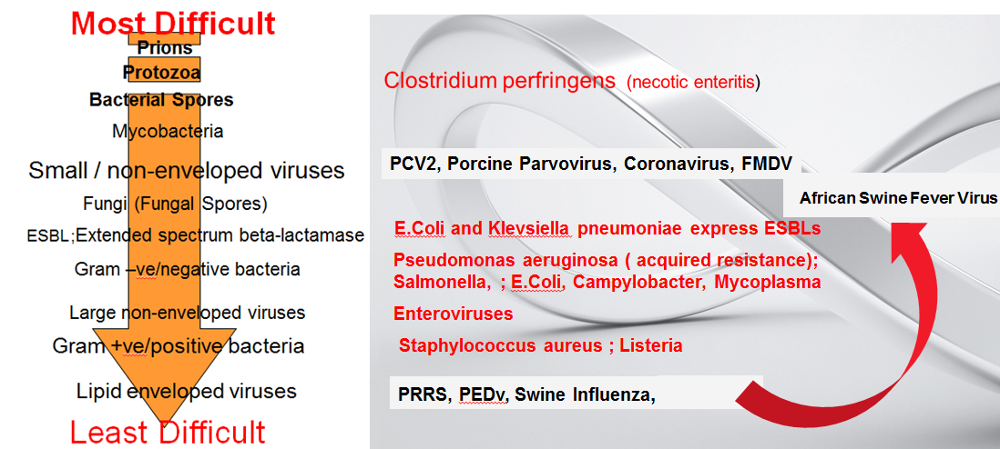 Most Difficult
Prions
Protozoa
Bacterial Spores
Mycobacteria
Small / non-enveloped viruses
Fungi (Fungal Spores)
ESBL;Extended spectrum beta-lactamase
Gram –ve/negative bacteria
Large non-enveloped viruses
Gram +ve/positive bacteria
Lipid enveloped viruses
Least Difficult
Clostridium perfringens (necotic enteritis)
PCV2, Porcine Parvovirus, Coronavirus, FMDV
African Swine Fever Virus
E.Coli and Klevsiella pneumoniae express ESBLs
Pseudomonas aeruginosa ( acquired resistance);
Salmonella, ; E.Coli, Campylobacter, Mycoplasma
Enteroviruses
Staphylococcus aureus ; Listeria
PRRS, PEDv, Swine Influenza,